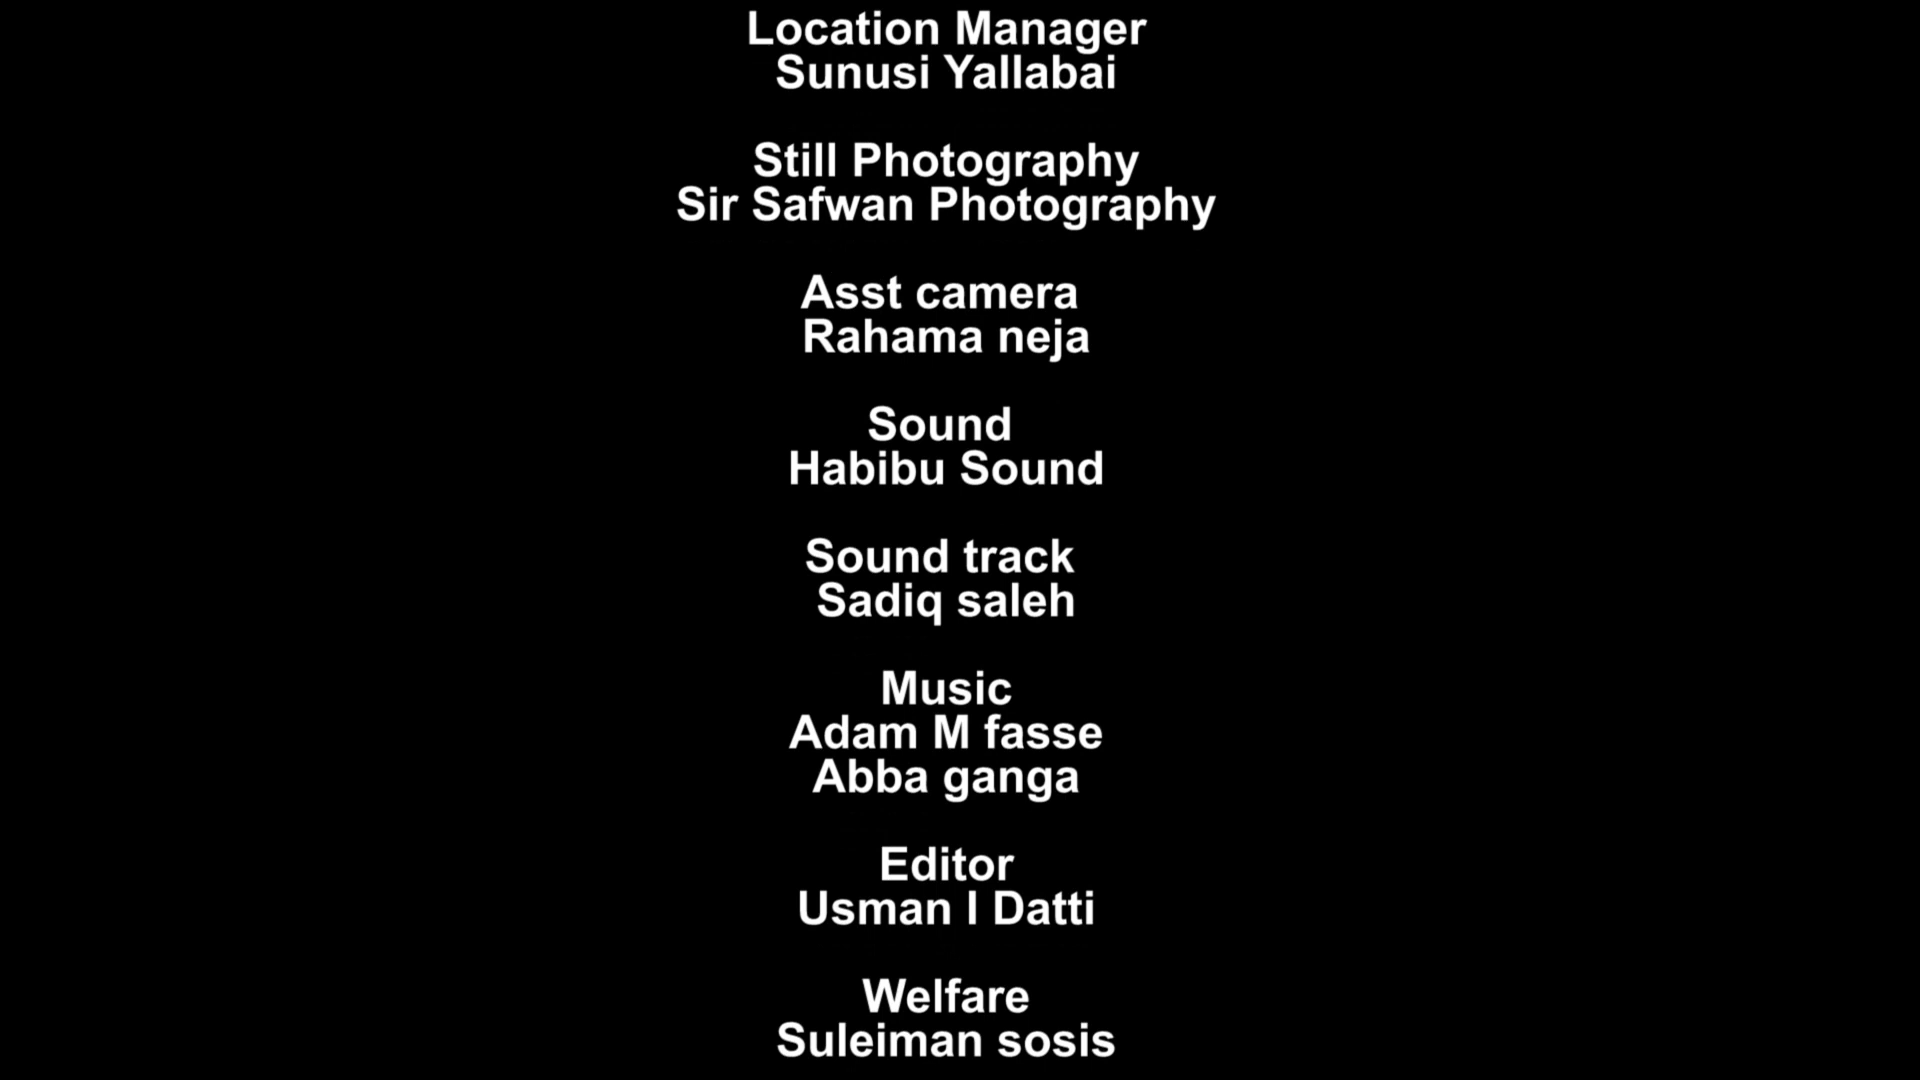 Location Manager
Sunusi Yallabai
Still Photography
Sir Safwan Photography
Asst camera
Rahama neja
Sound
Habibu Sound
Sound track
Sadiq saleh
Music
Adam M fasse
Abba ganga
Editor
Usman I Datti
Welfare
Suleiman sosis